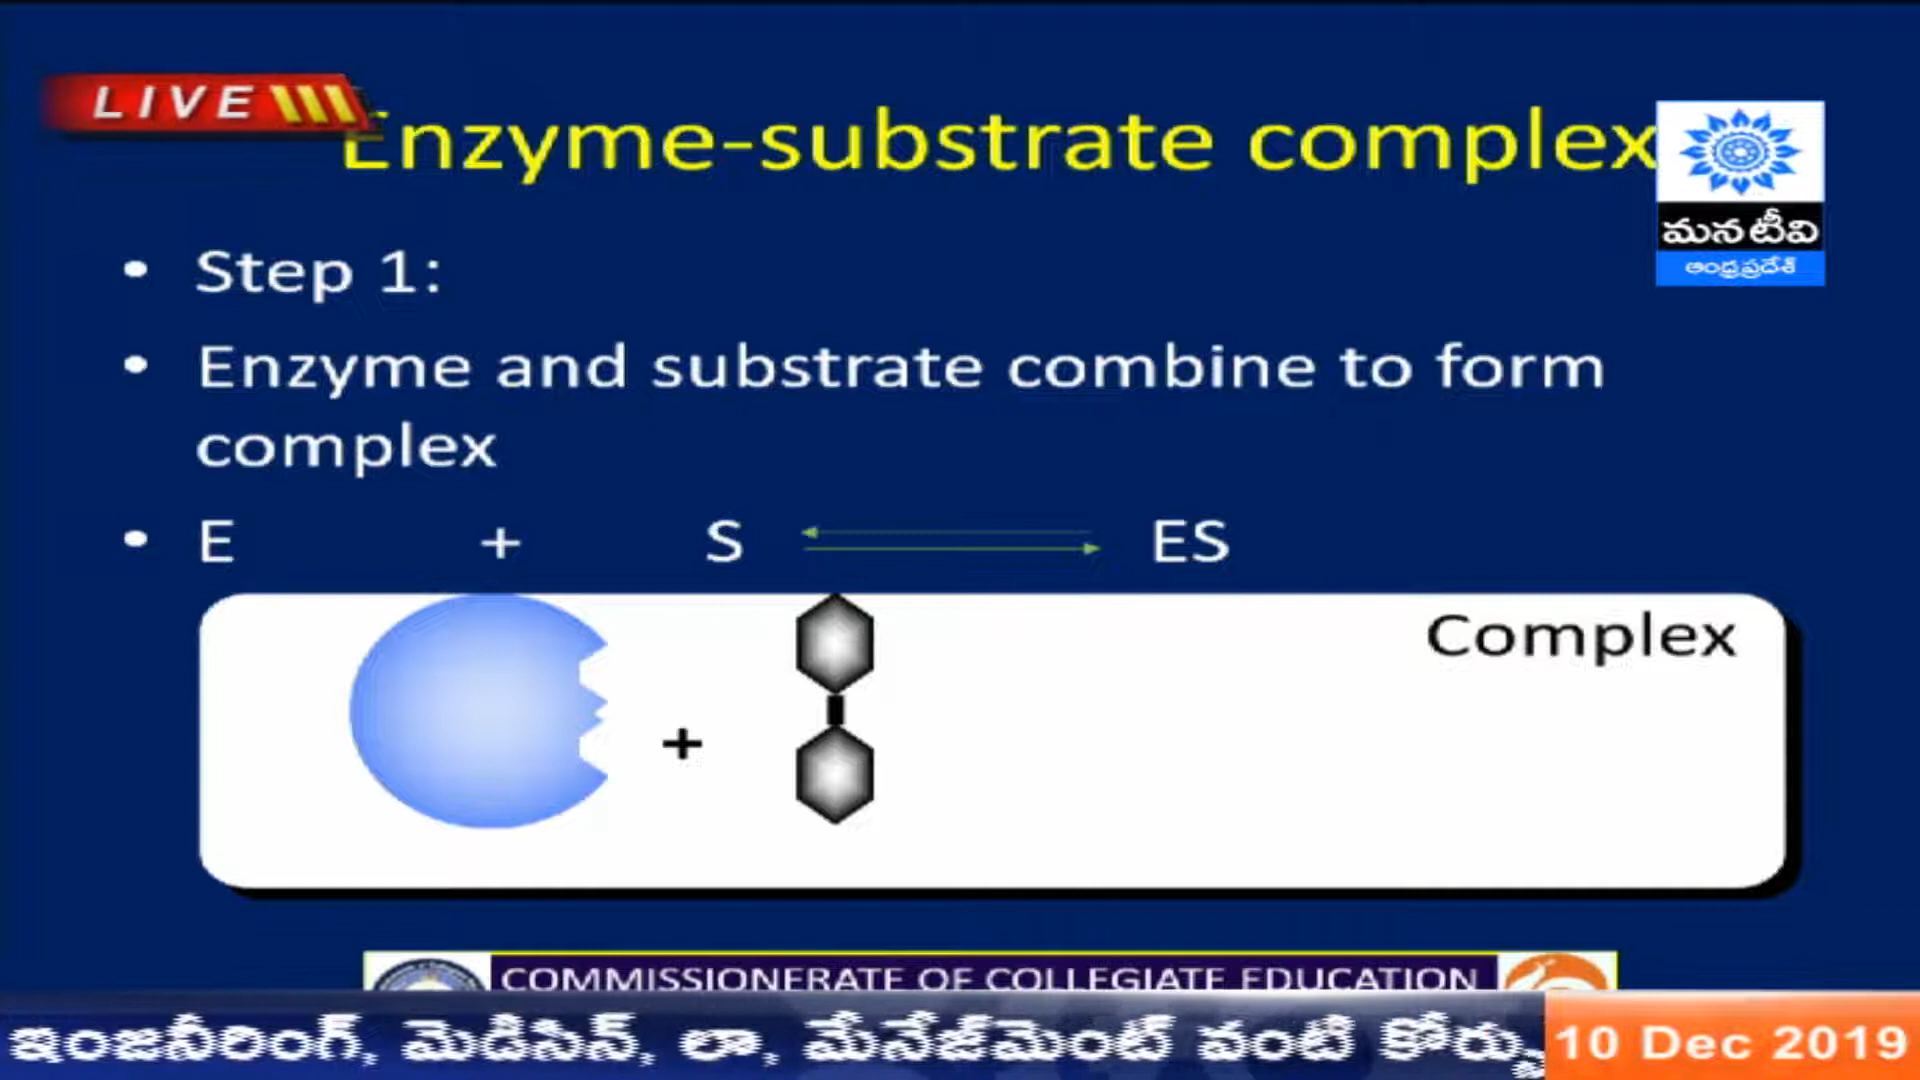 LIVE
Enzyme-substrate complex
మన టీవి
ఆంధ్రప్రదేశ్
• Step 1:
• Enzyme and substrate combine to form
complex
• E + S ES
Complex
+
COMMISSIONERATE OF COLLEGIATE EDUCATION
ఇంజనీరింగ్, మెడిసిన్, లా, మేనేజ్‌మెంట్ వంటి కోర్సు
10 Dec 2019